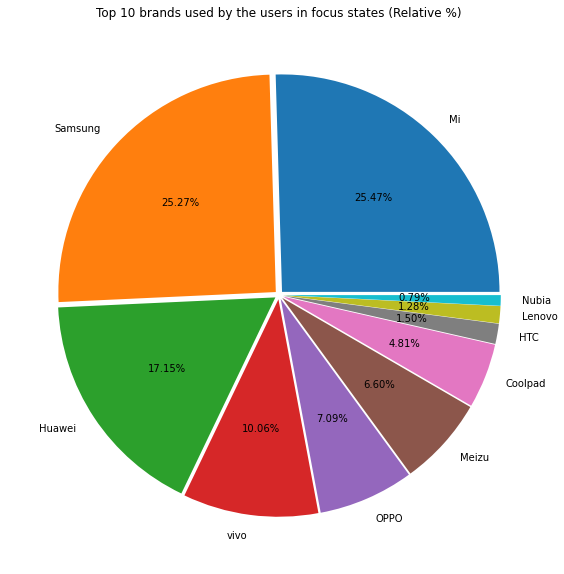 Top 10 brands used by the users in focus states (Relative %)
Mi
25.47%
Samsung
25.27%
Huawei
17.15%
vivo
10.06%
OPPO
7.09%
Meizu
6.60%
Coolpad
4.81%
HTC
1.50%
Lenovo
1.28%
Nubia
0.79%